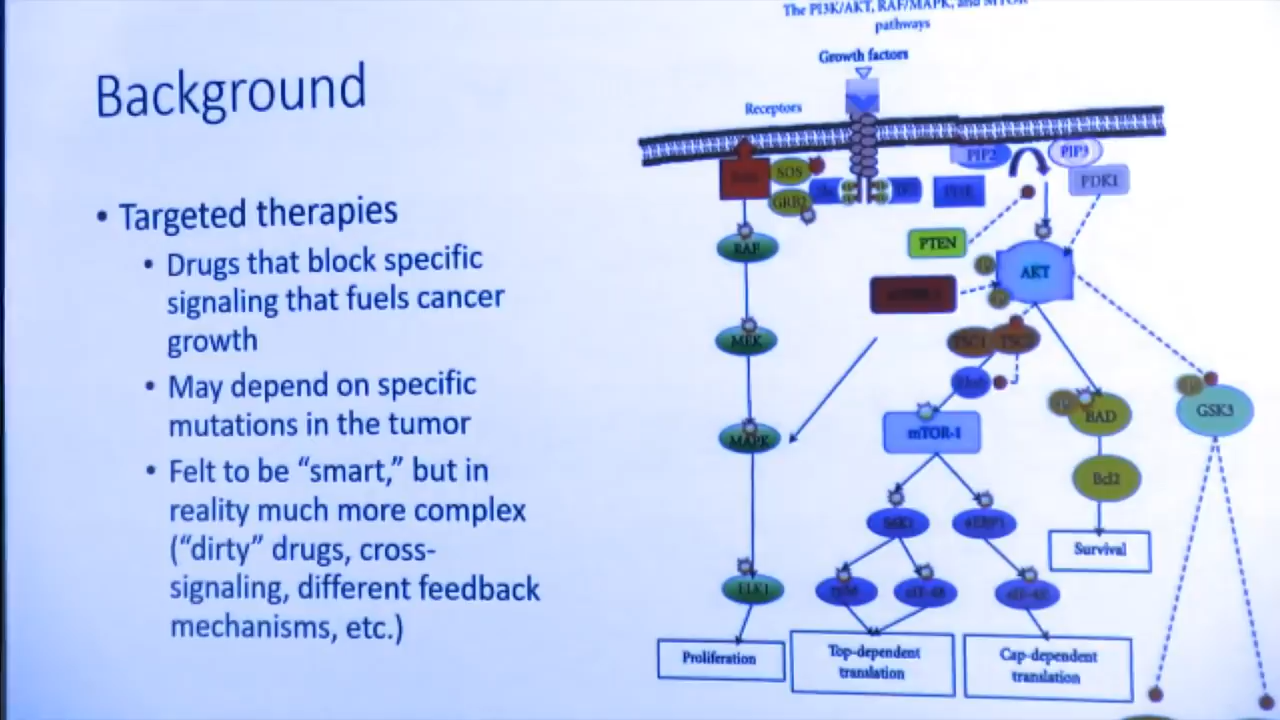 The PI3K/AKT, RAF/MAPK, and MTOR
pathways
Growth factors
Receptors
Background
• Targeted therapies
• Drugs that block specific
signaling that fuels cancer
growth
• May depend on specific
mutations in the tumor
• Felt to be “smart,” but in
reality much more complex
(“dirty” drugs, cross-
signaling, different feedback
mechanisms, etc.)
SOS
PIP2
PIP3
PDK1
GRB2
RAF
PTEN
AKT
MEK
TSC1
BAD
GSK3
MAPK
mTOR-1
Bcl2
Survival
ELK1
Proliferation
Top-dependent
translation
Cap-dependent
translation